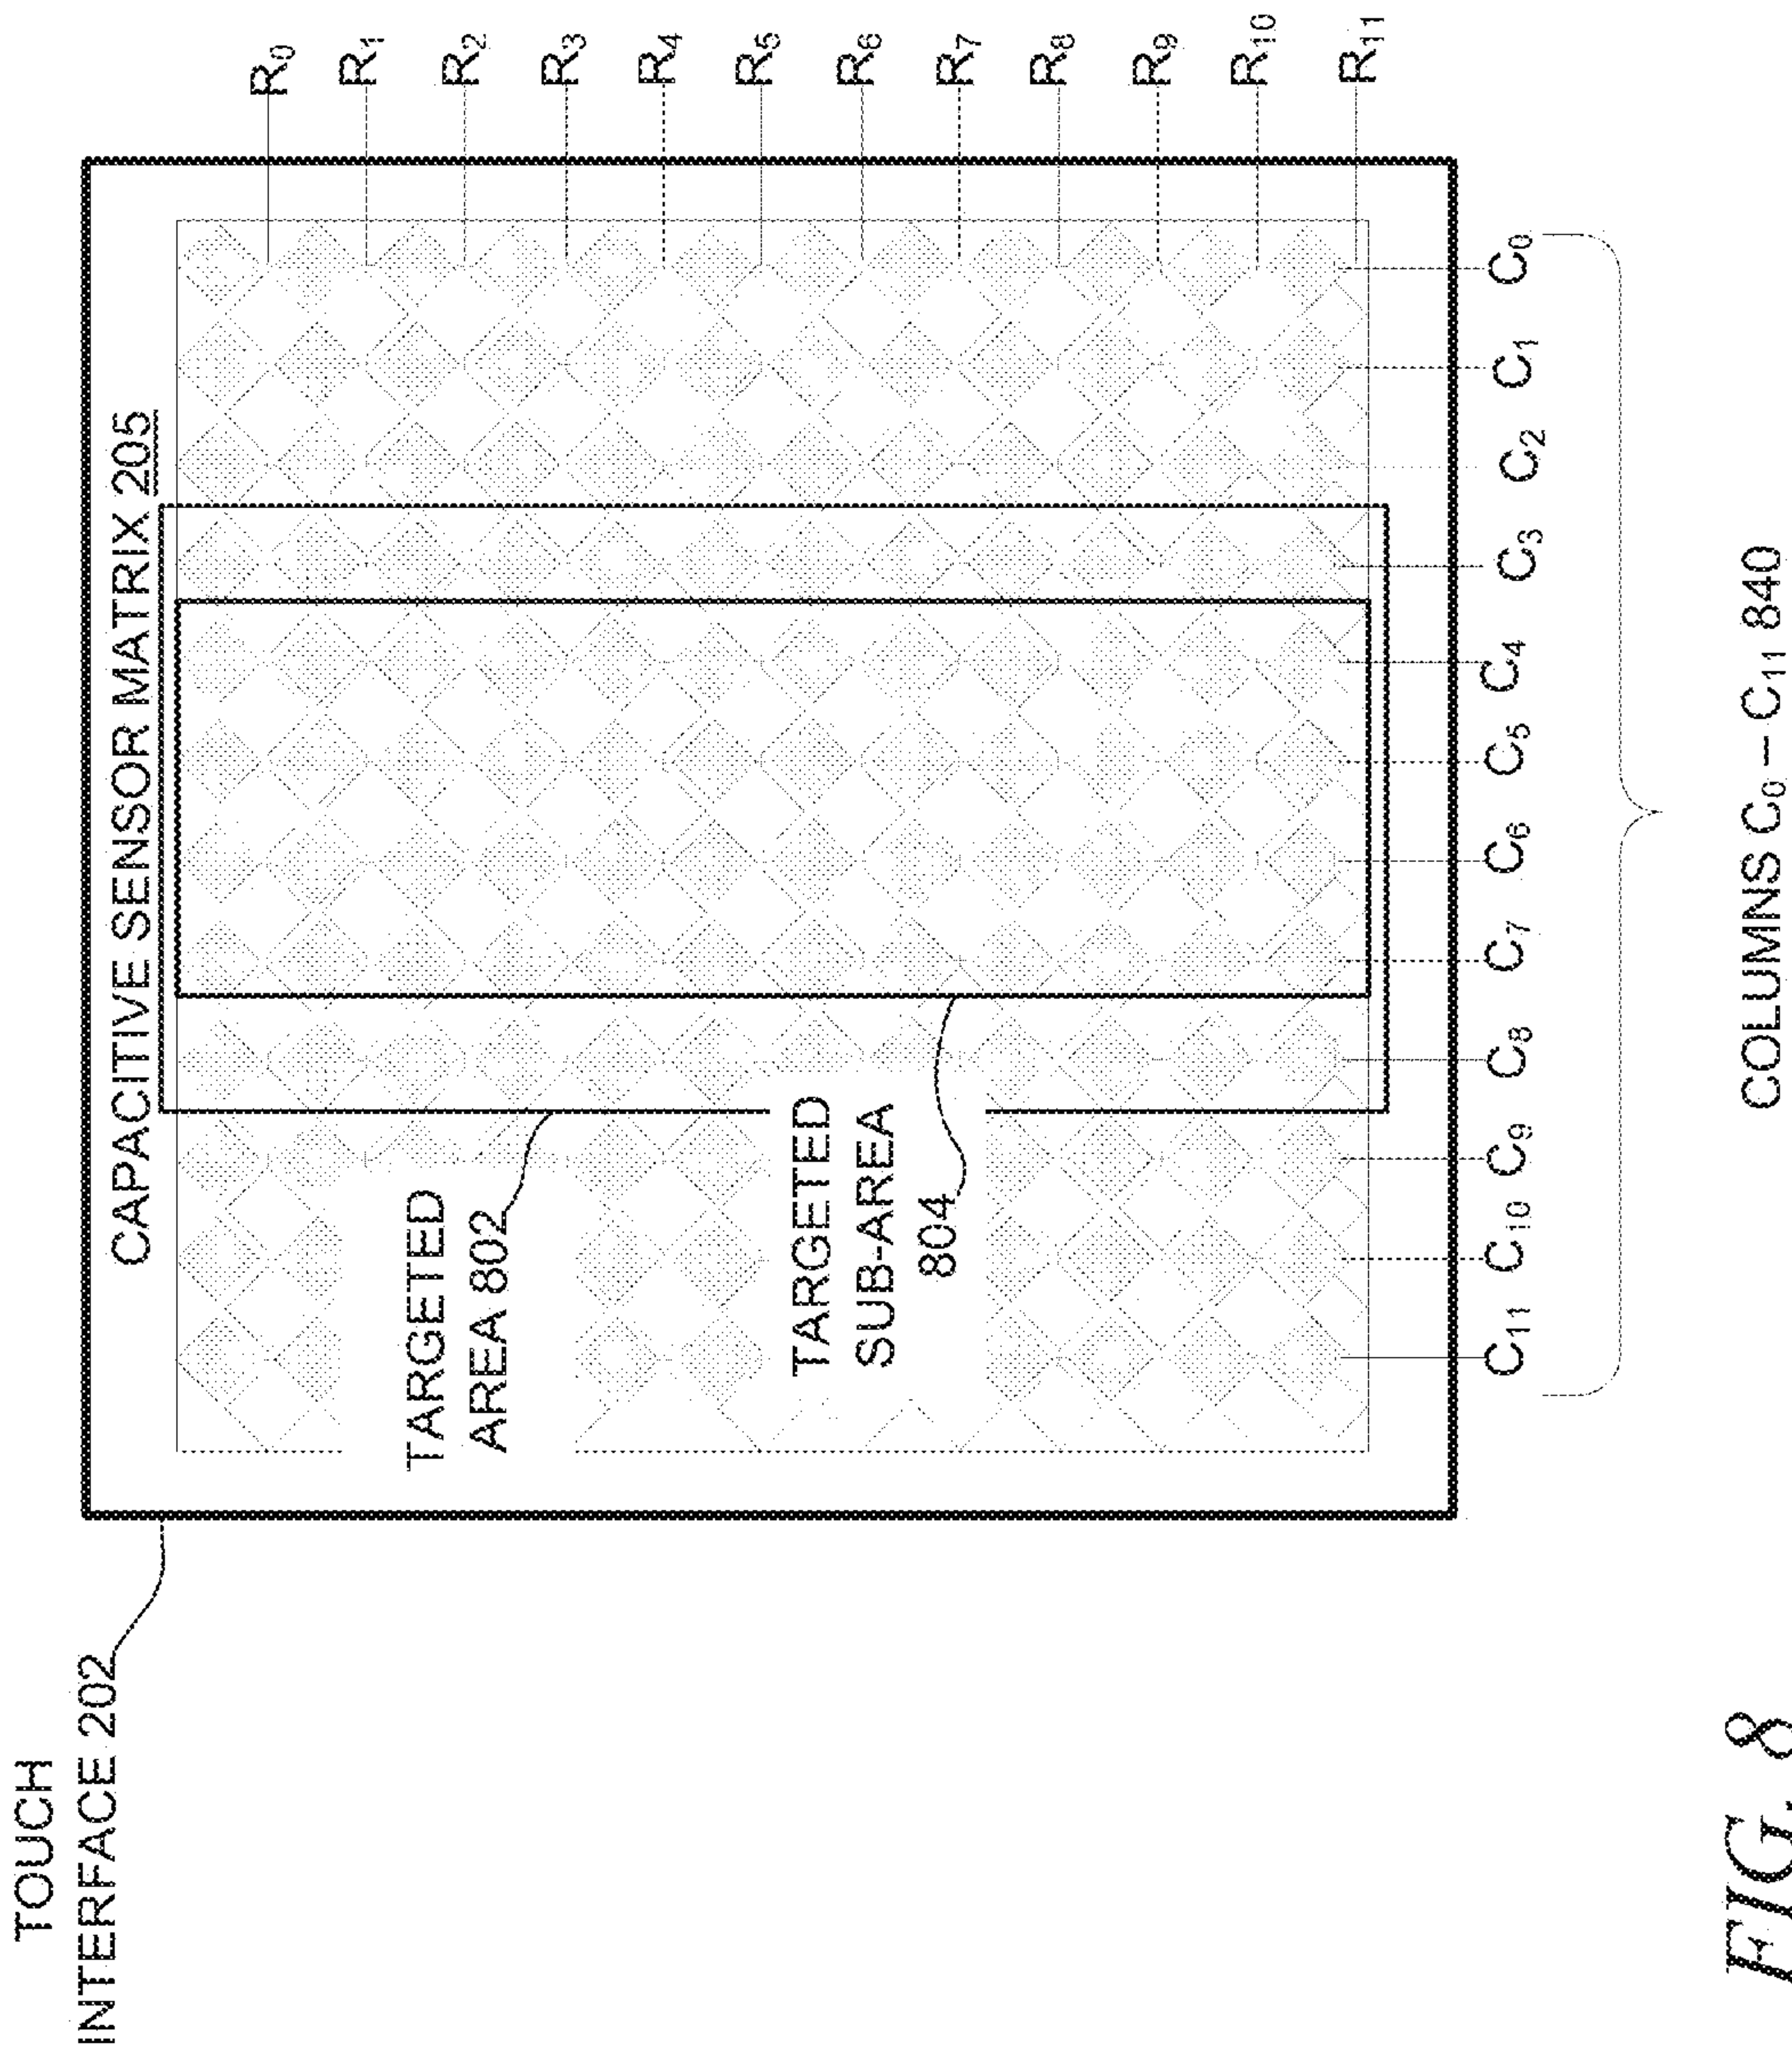 TOUCH
INTERFACE 202
CAPACITIVE SENSOR MATRIX 205
TARGETED
AREA 802
TARGETED
SUB-AREA
804
R0
R1
R2
R3
R4
R5
R6
R7
R8
R9
R10
R11
C11
C10
C9
C8
C7
C6
C5
C4
C3
C2
C1
C0
COLUMNS C0 – C11 840
FIG. 8